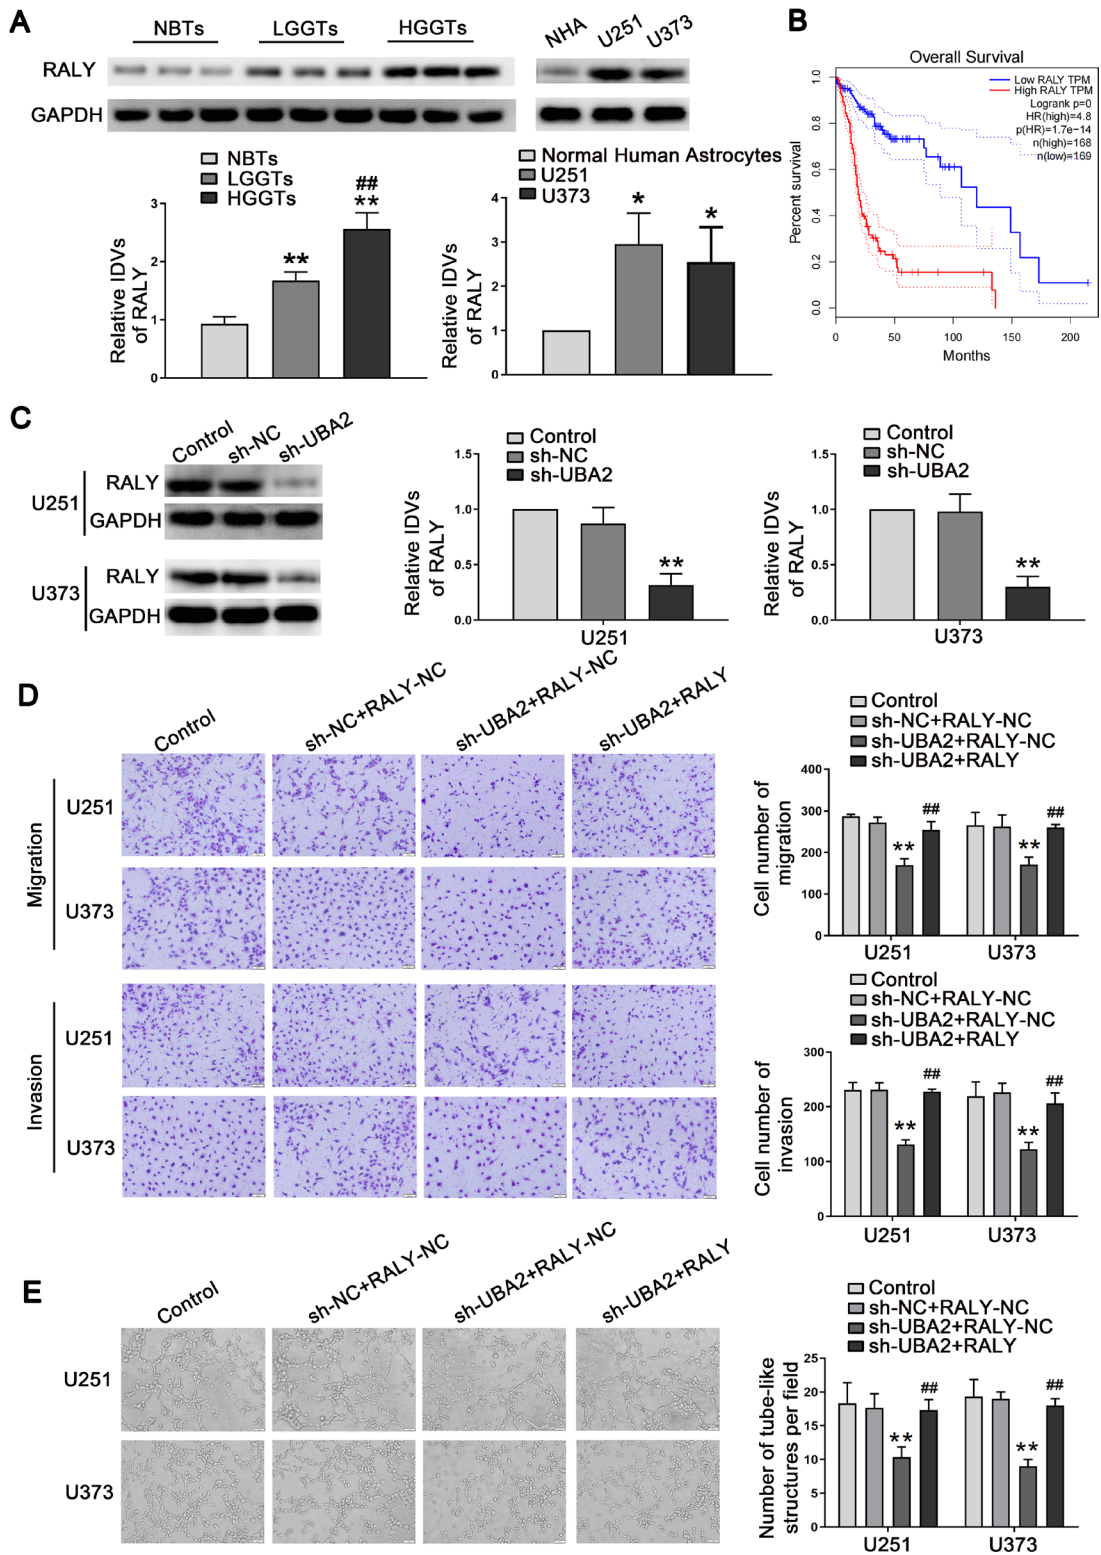 A
NBTs LGGTs HGGTs
NHA U251 U373
RALY
GAPDH
NBTs
LGGTs
HGGTs
Relative IDVs
of RALY
3
2
1
0
**
##
**
Normal Human Astrocytes
U251
U373
Relative IDVs
of RALY
4
3
2
1
0
*
*
B
Overall Survival
Low RALY TPM
High RALY TPM
Logrank p=0
HR(high)=4.8
p(HR)=1.7e−14
n(high)=168
n(low)=169
Percent survival
1.0
0.8
0.6
0.4
0.2
0.0
0 50 100 150 200
Months
C
Control sh-NC sh-UBA2
U251
RALY
GAPDH
U373
RALY
GAPDH
Control
sh-NC
sh-UBA2
Relative IDVs
of RALY
1.5
1.0
0.5
0.0
**
U251
Control
sh-NC
sh-UBA2
Relative IDVs
of RALY
1.5
1.0
0.5
0.0
**
U373
D
Control sh-NC+RALY-NC sh-UBA2+RALY-NC sh-UBA2+RALY
Migration
U251
U373
Invasion
U251
U373
Control
sh-NC+RALY-NC
sh-UBA2+RALY-NC
sh-UBA2+RALY
Cell number of
migration
400
300
200
100
0
** ## ** ##
U251 U373
Control
sh-NC+RALY-NC
sh-UBA2+RALY-NC
sh-UBA2+RALY
Cell number of
invasion
300
200
100
0
** ## ** ##
U251 U373
E
Control sh-NC+RALY-NC sh-UBA2+RALY-NC sh-UBA2+RALY
U251
U373
Control
sh-NC+RALY-NC
sh-UBA2+RALY-NC
sh-UBA2+RALY
Number of tube-like
structures per field
25
20
15
10
5
0
** ## ** ##
U251 U373